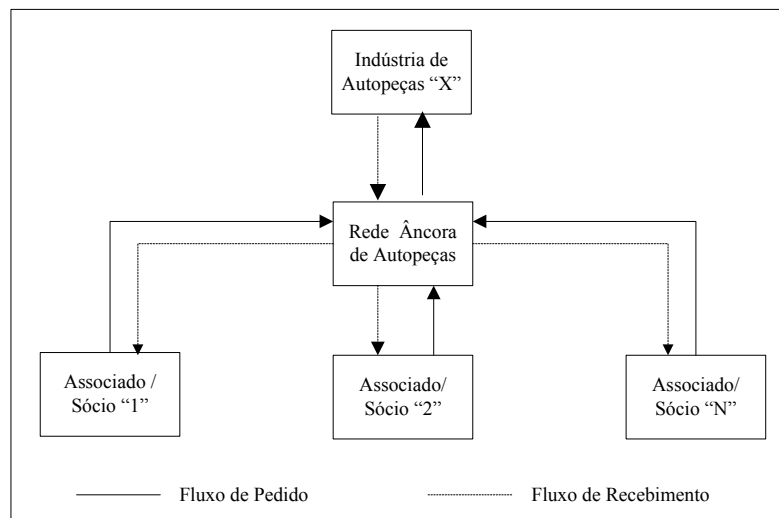 Indústria de
Autopeças “X”
Rede Âncora
de Autopeças
Associado /
Sócio “1”
Associado/
Sócio “2”
Associado/
Sócio “N”
Fluxo de Pedido
Fluxo de Recebimento